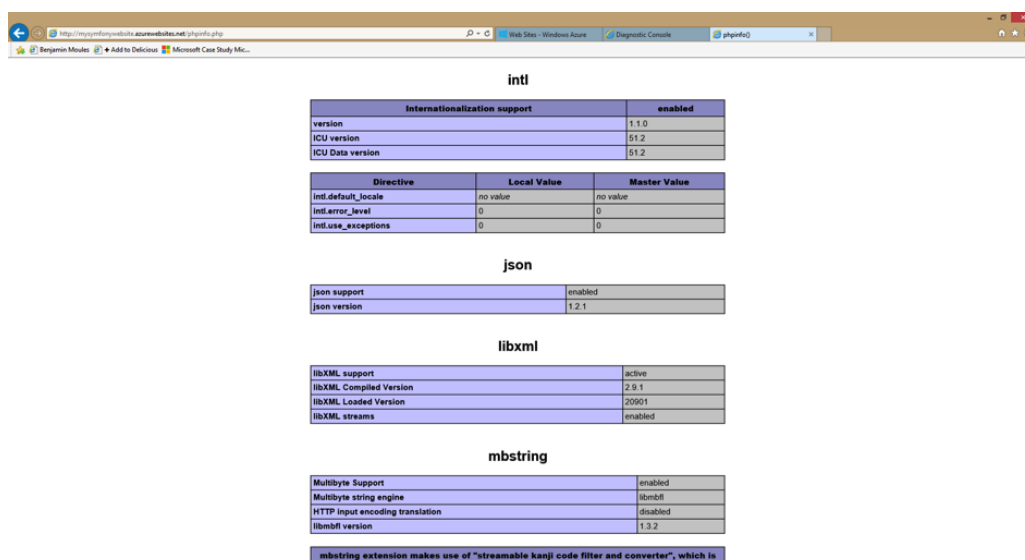 http://mysymfonywebsite.azurewebsites.net/phpinfo.php
Web Sites - Windows Azure
Diagnostic Console
phpinfo()
Benjamin Moules
+ Add to Delicious
Microsoft Case Study Mic...
intl
Internationalization support enabled
version 1.1.0
ICU version 51.2
ICU Data version 51.2
Directive Local Value Master Value
intl.default_locale no value no value
intl.error_level 0 0
intl.use_exceptions 0 0
json
json support enabled
json version 1.2.1
libxml
libXML support active
libXML Compiled Version 2.9.1
libXML Loaded Version 20901
libXML streams enabled
mbstring
Multibyte Support enabled
Multibyte string engine libmbfl
HTTP input encoding translation disabled
libmbfl version 1.3.2
mbstring extension makes use of "streamable kanji code filter and converter", which is